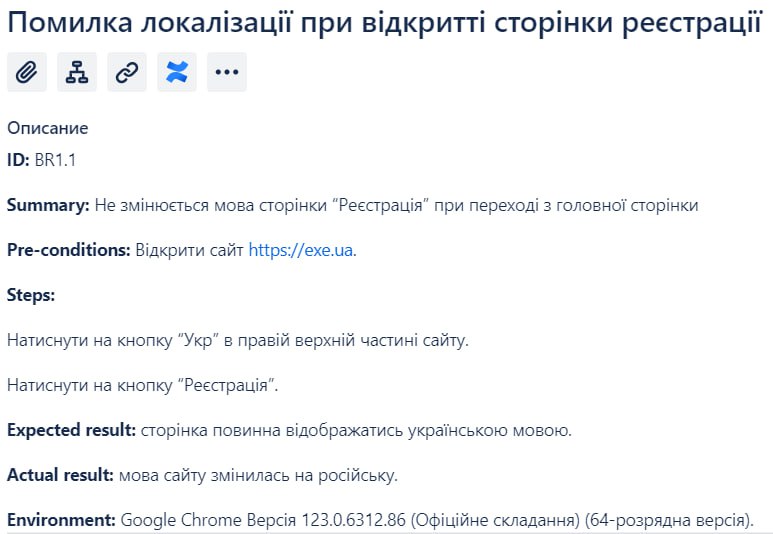 Помилка локалізації при відкритті сторінки реєстрації
Описание
ID: BR1.1
Summary: Не змінюється мова сторінки “Реєстрація” при переході з головної сторінки
Pre-conditions: Відкрити сайт https://exe.ua.
Steps:
Натиснути на кнопку “Укр” в правій верхній частині сайту.
Натиснути на кнопку “Реєстрація”.
Expected result: сторінка повинна відображатись українською мовою.
Actual result: мова сайту змінилась на російську.
Environment: Google Chrome Версія 123.0.6312.86 (Офіційне складання) (64-розрядна версія).